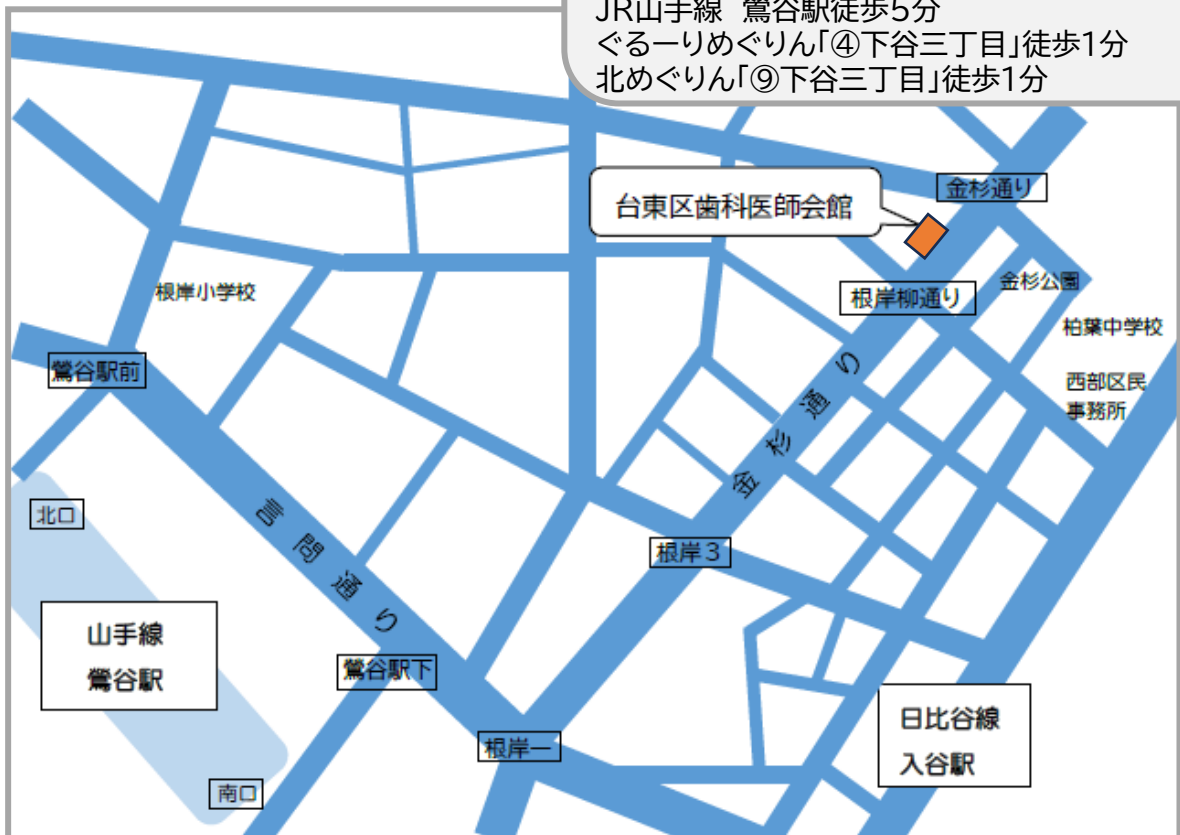 JR山手線 鶯谷駅徒歩5分
ぐるーりめぐりん「④下谷三丁目」徒歩1分
北めぐりん「⑨下谷三丁目」徒歩1分
金杉通り
台東区歯科医師会館
根岸柳通り
金杉公園
根岸小学校
柏葉中学校
鶯谷駅前
西部区民
事務所
金杉通り
北口
言問通り
根岸3
山手線
鶯谷駅
鶯谷駅下
日比谷線
入谷駅
根岸一
南口